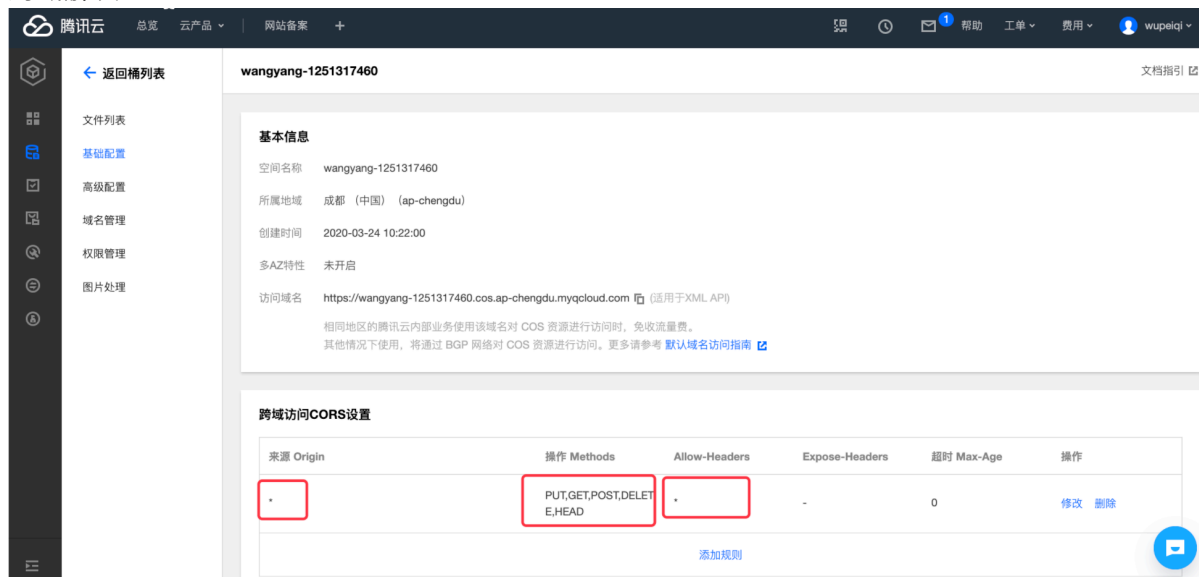 腾讯云 总览 云产品 网站备案 + 1 帮助 工单 费用 wupeiqi
返回桶列表
wangyang-1251317460 文档指引
文件列表
基础配置
高级配置
域名管理
权限管理
图片处理
基本信息
空间名称 wangyang-1251317460
所属地域 成都 （中国） （ap-chengdu）
创建时间 2020-03-24 10:22:00
多AZ特性 未开启
访问域名 https://wangyang-1251317460.cos.ap-chengdu.myqcloud.com (适用于XML API)
相同地区的腾讯云内部业务使用该域名对 COS 资源进行访问时，免收流量费。
其他情况下使用，将通过 BGP 网络对 COS 资源进行访问。更多请参考 默认域名访问指南
跨域访问CORS设置
来源 Origin 操作 Methods Allow-Headers Expose-Headers 超时 Max-Age 操作
* PUT,GET,POST,DELET * - 0 修改 删除
E,HEAD
添加规则